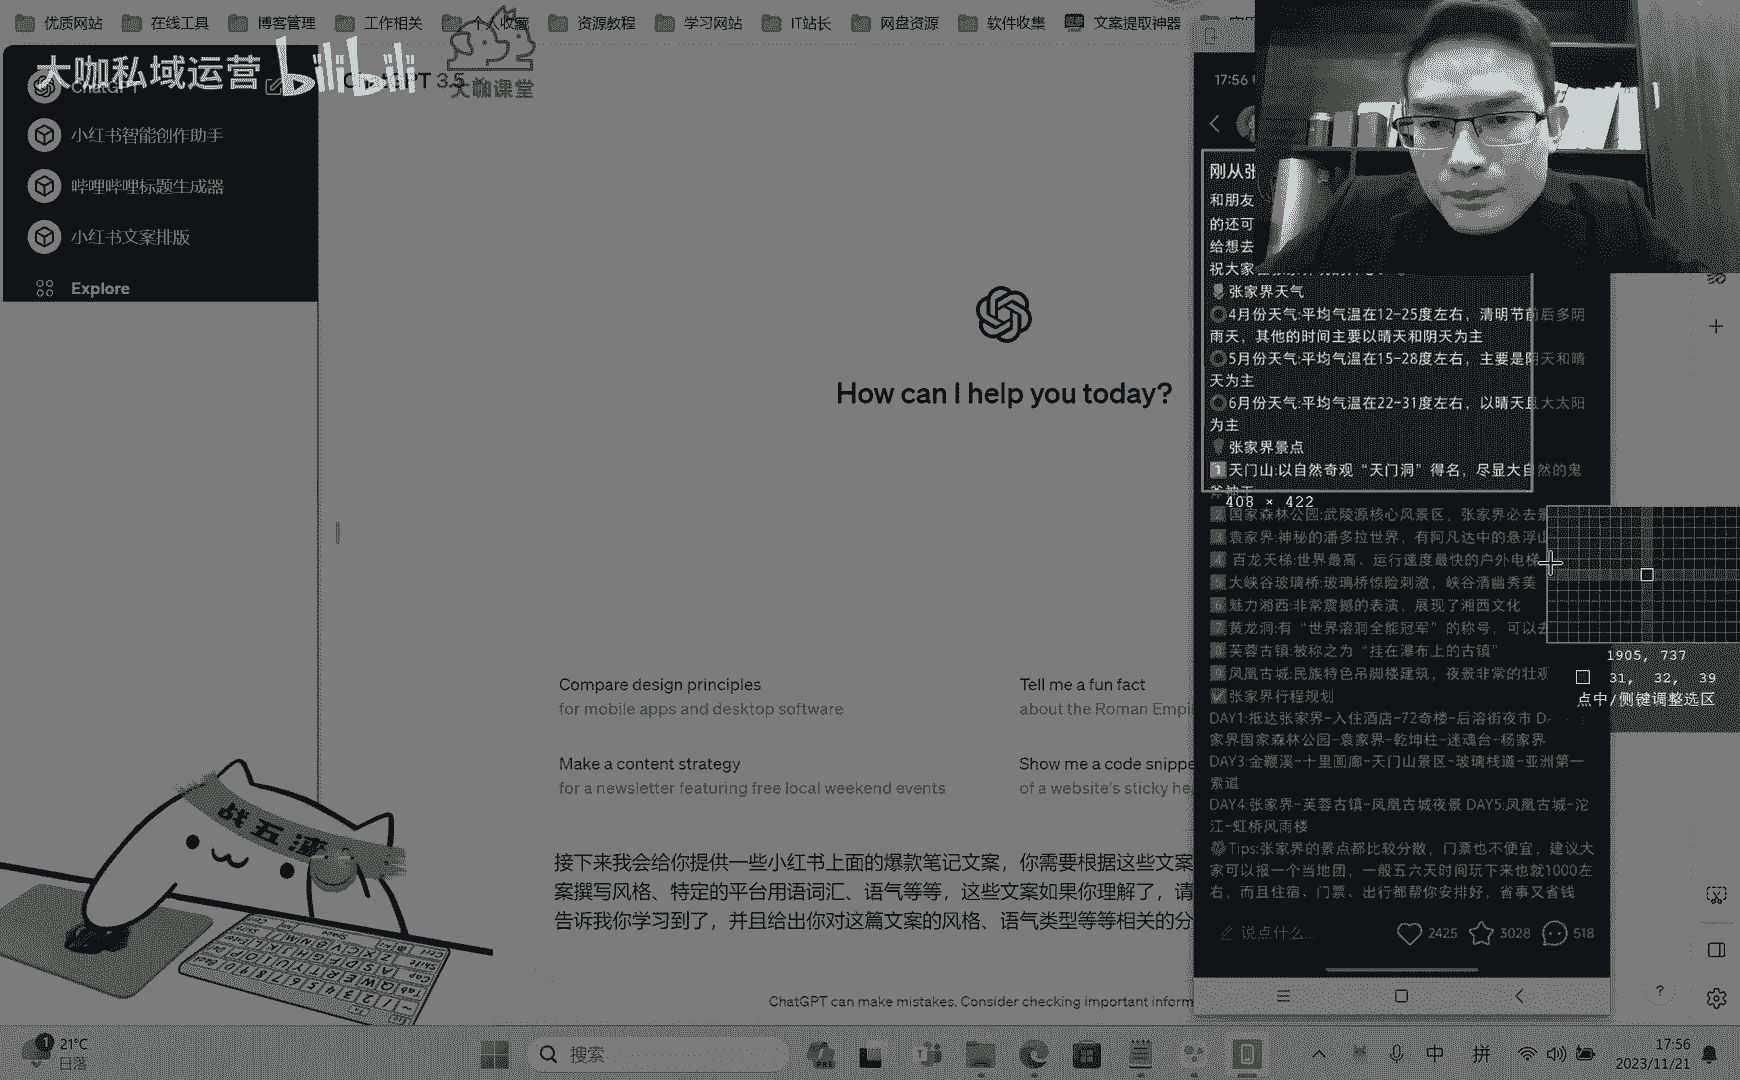 优质网站 在线工具 博客管理 工作相关 个人收藏 资源教程 学习网站 IT站长 网盘资源 软件收集 文案提取神器
大咖私域运营 bilibili
大咖课堂
ChatGPT
ChatGPT 3.5
小红书智能创作助手
哔哩哔哩标题生成器
小红书文案排版
Explore
How can I help you today?
Compare design principles
for mobile apps and desktop software
Tell me a fun fact
about the Roman Empi
Make a content strategy
for a newsletter featuring free local weekend events
Show me a code snippe
of a website's sticky he
接下来我会给你提供一些小红书上面的爆款笔记文案，你需要根据这些文案
案撰写风格、特定的平台用语词汇、语气等等，这些文案如果你理解了，请
告诉我你学习到了，并且给出你对这篇文案的风格、语气类型等等相关的分
ChatGPT can make mistakes. Consider checking important inform
战五渣
17:56
刚从张
和朋友
的还可
给想去
祝大家
张家界天气
4月份天气:平均气温在12-25度左右，清明节前后多阴
雨天，其他的时间主要以晴天和阴天为主
5月份天气:平均气温在15-28度左右，主要是阴天和晴
天为主
6月份天气:平均气温在22-31度左右，以晴天且大太阳
为主
张家界景点
1 天门山:以自然奇观“天门洞”得名，尽显大自然的鬼
斧神工
408 × 422
2 国家森林公园:武陵源核心风景区，张家界必去景
3 袁家界:神秘的潘多拉世界，有阿凡达中的悬浮山
4 百龙天梯:世界最高、运行速度最快的户外电梯
5 大峡谷玻璃桥:玻璃桥惊险刺激，峡谷清幽秀美
6 魅力湘西:非常震撼的表演，展现了湘西文化
7 黄龙洞:有“世界溶洞全能冠军”的称号，可以去
8 芙蓉古镇:被称之为“挂在瀑布上的古镇”
9 凤凰古城:民族特色吊脚楼建筑，夜景非常的壮观
张家界行程规划
DAY1:抵达张家界-入住酒店-72奇楼-后溶街夜市 D
家界国家森林公园-袁家界-乾坤柱-迷魂台-杨家界
DAY3:金鞭溪-十里画廊-天门山景区-玻璃栈道-亚洲第一
索道
DAY4:张家界-芙蓉古镇-凤凰古城夜景 DAY5:凤凰古城-沱
江-虹桥风雨楼
Tips:张家界的景点都比较分散，门票也不便宜，建议大
家可以报一个当地团，一般五六天时间玩下来也就1000左
右，而且住宿、门票、出行都帮你安排好，省事又省钱
说点什么... 2425 3028 518
1905, 737
31, 32, 39
点中/侧键调整选区
1 21°C
日落
搜索
中 拼
17:56
2023/11/21